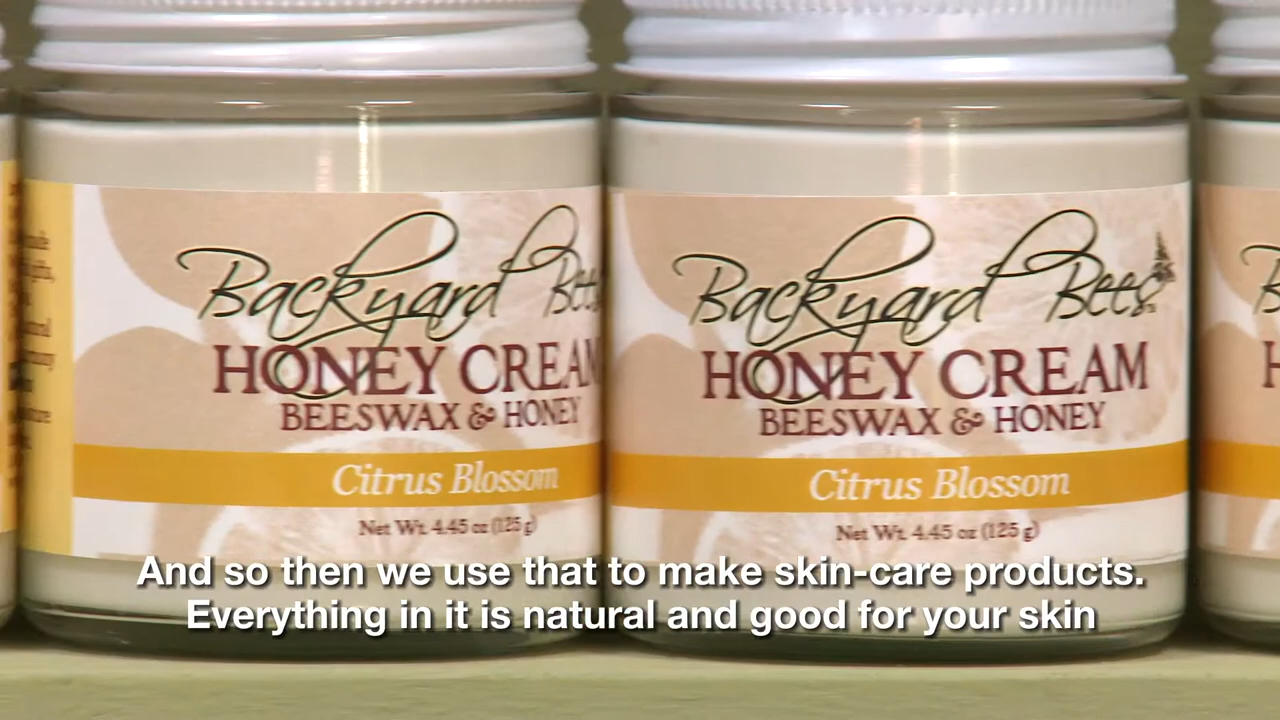 Backyard Bees
HONEY CREAM
BEESWAX & HONEY
Citrus Blossom
Net Wt. 4.45 oz (125 g)
Backyard Bees
HONEY CREAM
BEESWAX & HONEY
Citrus Blossom
Net Wt. 4.45 oz (125 g)
And so then we use that to make skin-care products.
Everything in it is natural and good for your skin